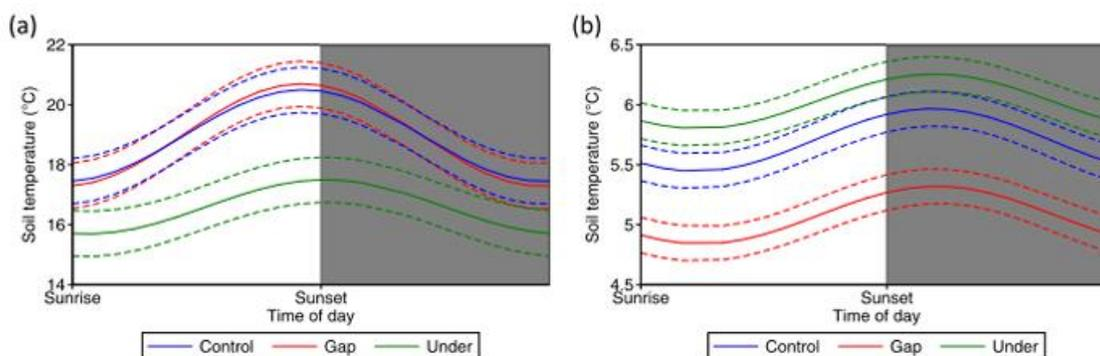 (a)
22
20
18
16
14
Soil temperature (°C)
Sunrise
Sunset
Time of day
Control
Gap
Under
(b)
6.5
6
5.5
5
4.5
Soil temperature (°C)
Sunrise
Sunset
Time of day
Control
Gap
Under